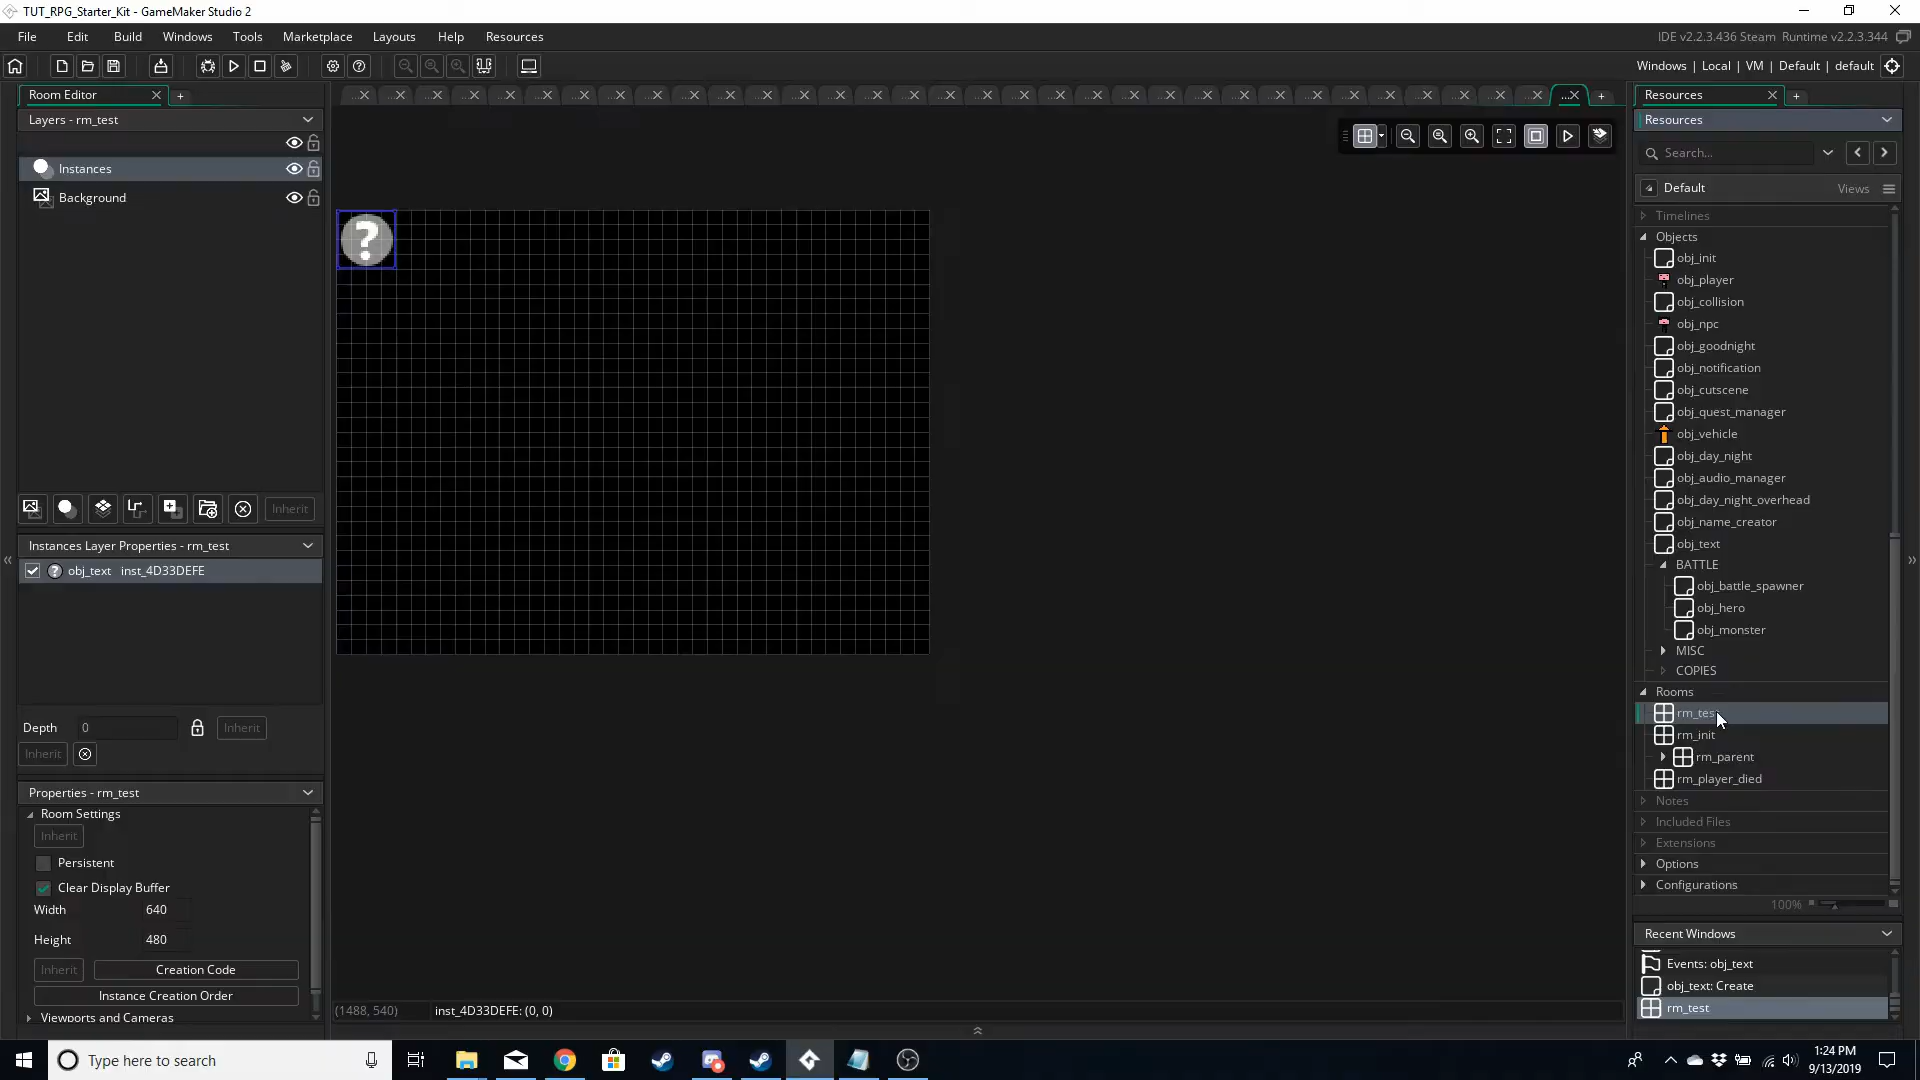 TUT_RPG_Starter_Kit - GameMaker Studio 2
File Edit Build Windows Tools Marketplace Layouts Help Resources
IDE v2.2.3.436 Steam Runtime v2.2.3.344
Windows | Local | VM | Default | default
Room Editor
Layers - rm_test
Instances
Background
Inherit
Instances Layer Properties - rm_test
obj_text inst_4D33DEFE
Depth 0 Inherit
Inherit
Properties - rm_test
Room Settings
Inherit
Persistent
Clear Display Buffer
Width 640
Height 480
Inherit Creation Code
Instance Creation Order
Viewports and Cameras
?
(1488, 540) inst_4D33DEFE: (0, 0)
Resources
Resources
Search...
Default Views
Timelines
Objects
obj_init
obj_player
obj_collision
obj_npc
obj_goodnight
obj_notification
obj_cutscene
obj_quest_manager
obj_vehicle
obj_day_night
obj_audio_manager
obj_day_night_overhead
obj_name_creator
obj_text
BATTLE
obj_battle_spawner
obj_hero
obj_monster
MISC
COPIES
Rooms
rm_test
rm_init
rm_parent
rm_player_died
Notes
Included Files
Extensions
Options
Configurations
100%
Recent Windows
Events: obj_text
obj_text: Create
rm_test
Type here to search
1:24 PM
9/13/2019